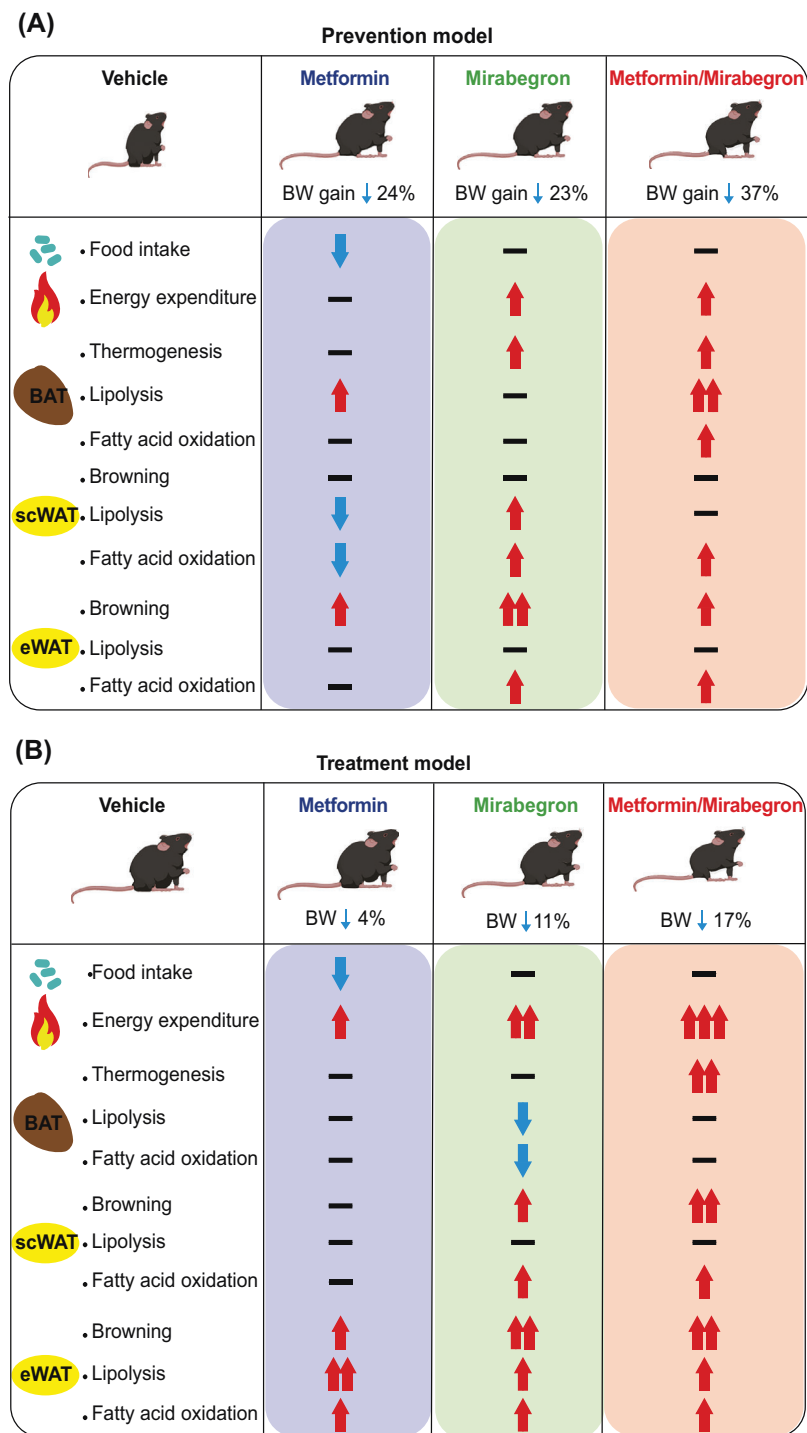 (A)
Prevention model
Vehicle Metformin Mirabegron Metformin/Mirabegron
BW gain ↓ 24% BW gain ↓ 23% BW gain ↓ 37%
• Food intake
• Energy expenditure
• Thermogenesis
BAT • Lipolysis
• Fatty acid oxidation
• Browning
scWAT • Lipolysis
• Fatty acid oxidation
• Browning
eWAT • Lipolysis
• Fatty acid oxidation
(B)
Treatment model
Vehicle Metformin Mirabegron Metformin/Mirabegron
BW ↓ 4% BW ↓ 11% BW ↓ 17%
• Food intake
• Energy expenditure
• Thermogenesis
BAT • Lipolysis
• Fatty acid oxidation
• Browning
scWAT • Lipolysis
• Fatty acid oxidation
• Browning
eWAT • Lipolysis
• Fatty acid oxidation